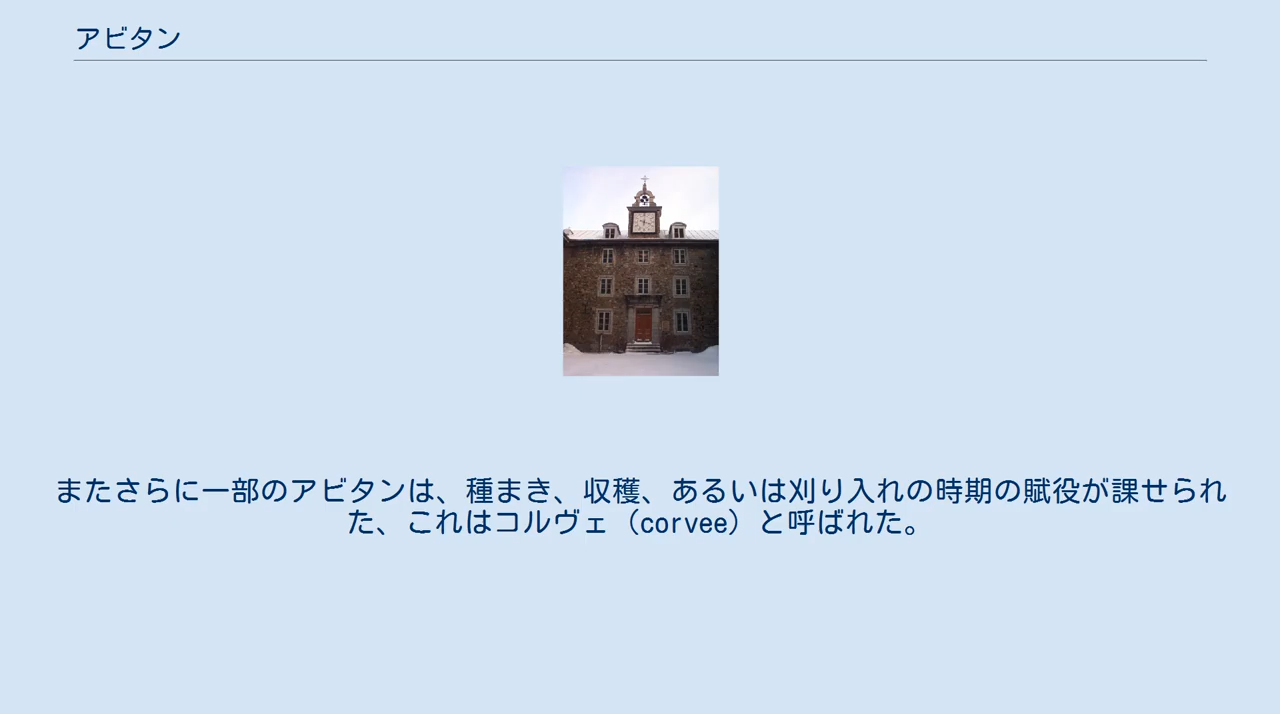 アビタン
またさらに一部のアビタンは、種まき、収穫、あるいは刈り入れの時期の賦役が課せられ
た、これはコルヴェ（corvee）と呼ばれた。